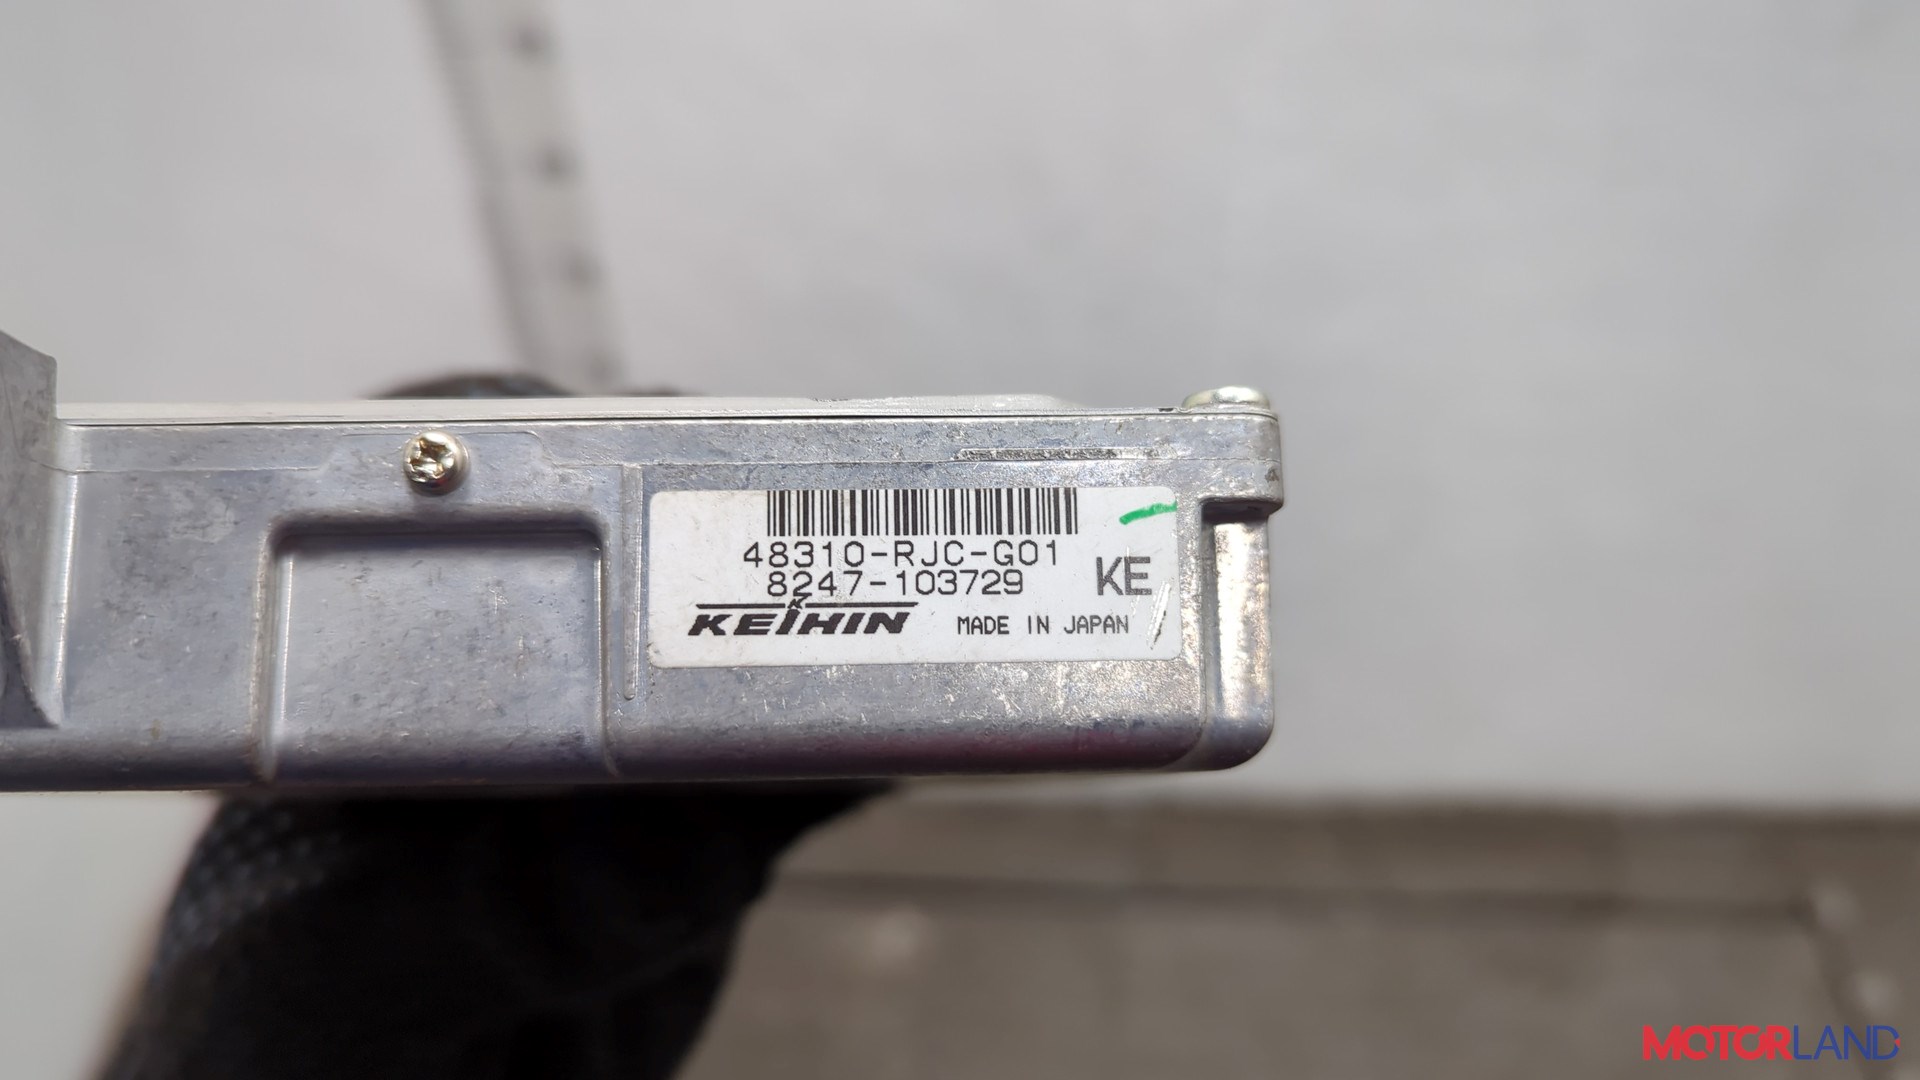 48310-RJC-G01
8247-103729
KE
KEIHIN
MADE IN JAPAN
MOTORLAND